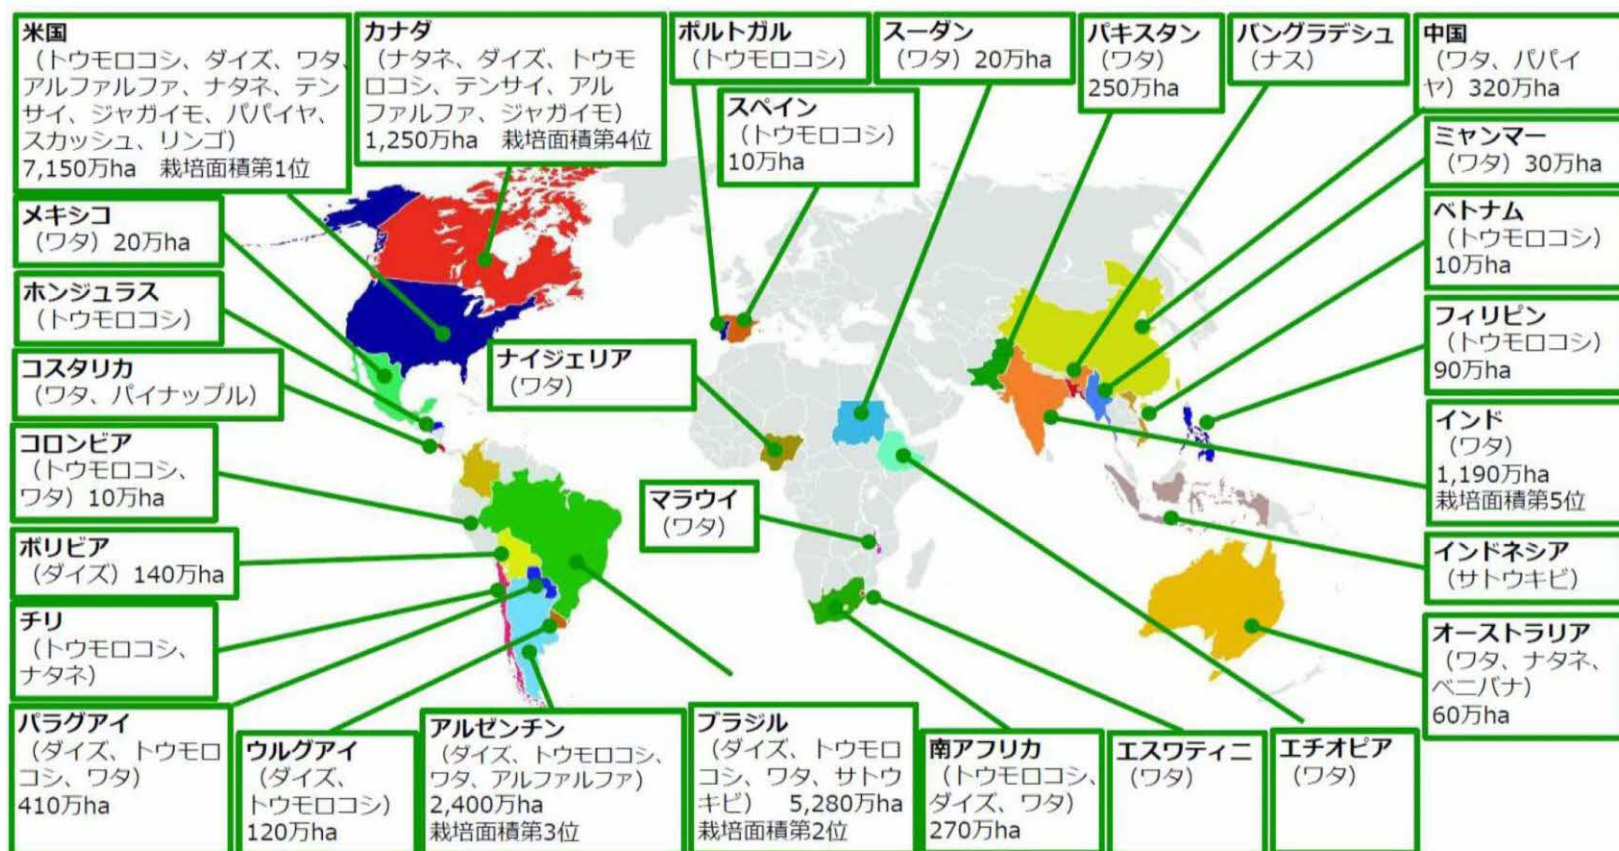 米国
（トウモロコシ、ダイズ、ワタ、
アルファルファ、ナタネ、テン
サイ、ジャガイモ、パパイヤ、
スカッシュ、リンゴ）
7,150万ha　栽培面積第1位
カナダ
（ナタネ、ダイズ、トウモ
ロコシ、テンサイ、アル
ファルファ、ジャガイモ）
1,250万ha　栽培面積第4位
ポルトガル
（トウモロコシ）
スペイン
（トウモロコシ）
10万ha
スーダン
（ワタ）20万ha
パキスタン
（ワタ）
250万ha
バングラデシュ
（ナス）
中国
（ワタ、パパイ
ヤ）320万ha
ミャンマー
（ワタ）30万ha
ベトナム
（トウモロコシ）
10万ha
フィリピン
（トウモロコシ）
90万ha
インド
（ワタ）
1,190万ha
栽培面積第5位
インドネシア
（サトウキビ）
オーストラリア
（ワタ、ナタネ、
ベニバナ）
60万ha
メキシコ
（ワタ）20万ha
ホンジュラス
（トウモロコシ）
コスタリカ
（ワタ、パイナップル）
コロンビア
（トウモロコシ、
ワタ）10万ha
ボリビア
（ダイズ）140万ha
チリ
（トウモロコシ、
ナタネ）
ナイジェリア
（ワタ）
マラウイ
（ワタ）
パラグアイ
（ダイズ、トウモロ
コシ、ワタ）
410万ha
ウルグアイ
（ダイズ、
トウモロコシ）
120万ha
アルゼンチン
（ダイズ、トウモロコシ、
ワタ、アルファルファ）
2,400万ha
栽培面積第3位
ブラジル
（ダイズ、トウモロ
コシ、ワタ、サトウ
キビ）　5,280万ha
栽培面積第2位
南アフリカ
（トウモロコシ、
ダイズ、ワタ）
270万ha
エスワティニ
（ワタ）
エチオピア
（ワタ）